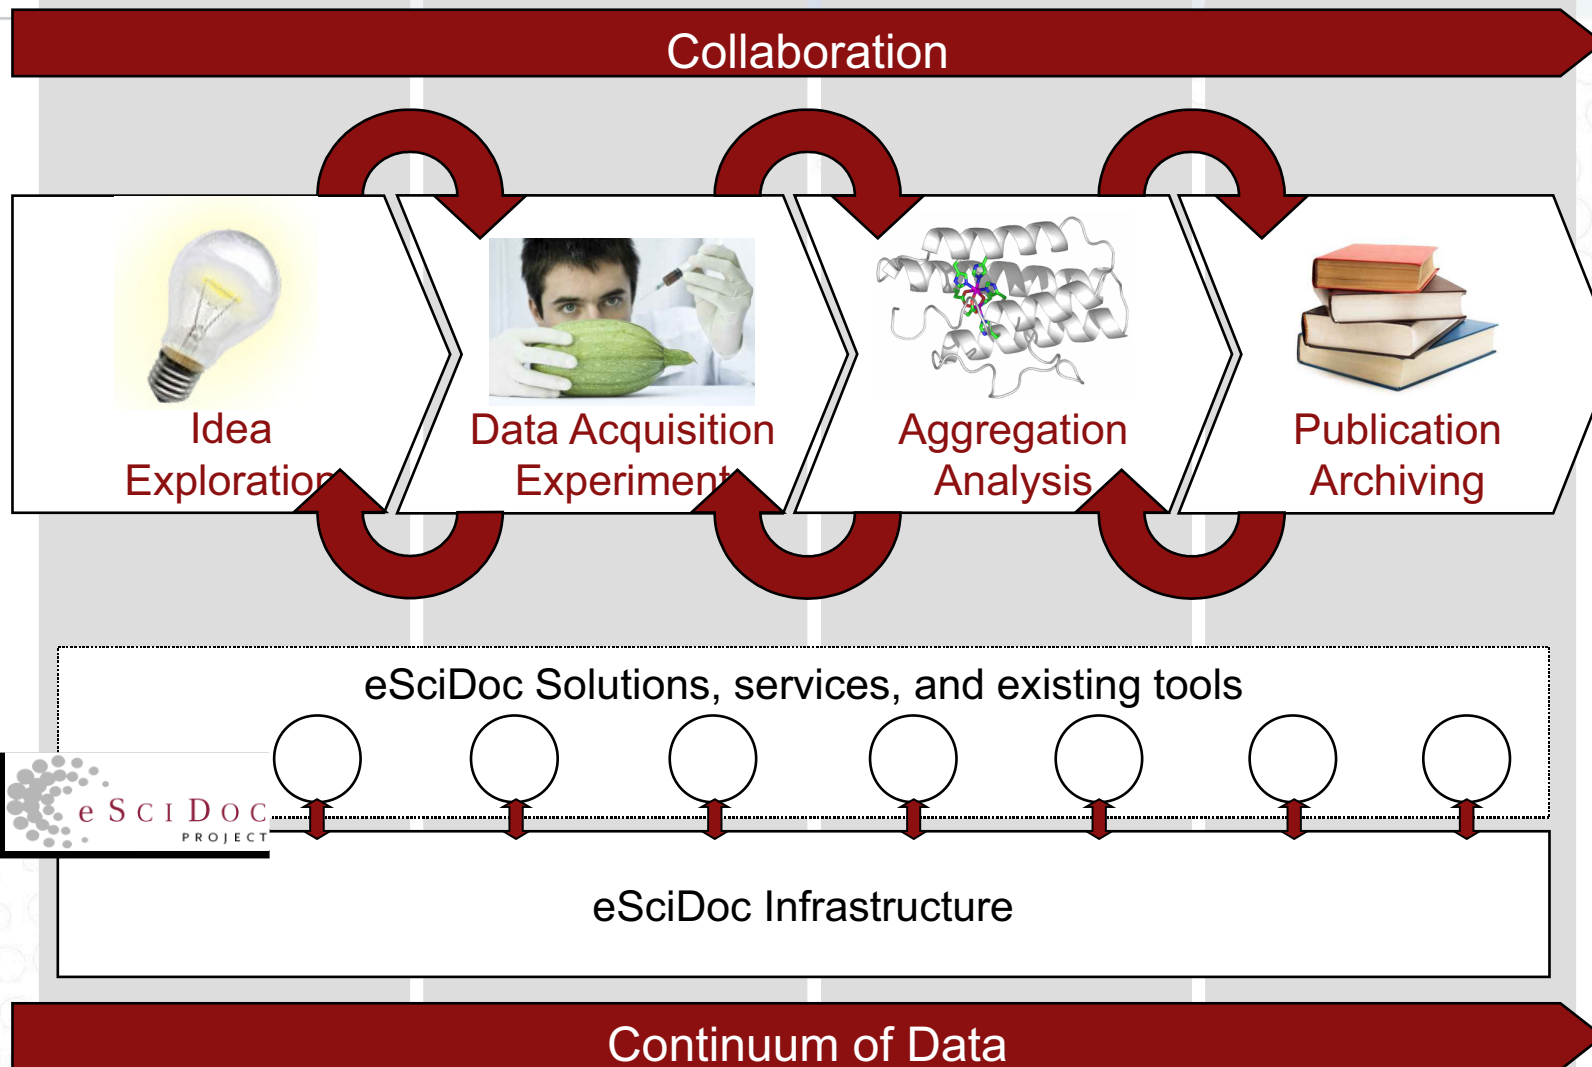 Collaboration
Idea
Exploration
Data Acquisition
Experiment
Aggregation
Analysis
Publication
Archiving
eSciDoc Solutions, services, and existing tools
eSciDoc
PROJECT
eSciDoc Infrastructure
Continuum of Data